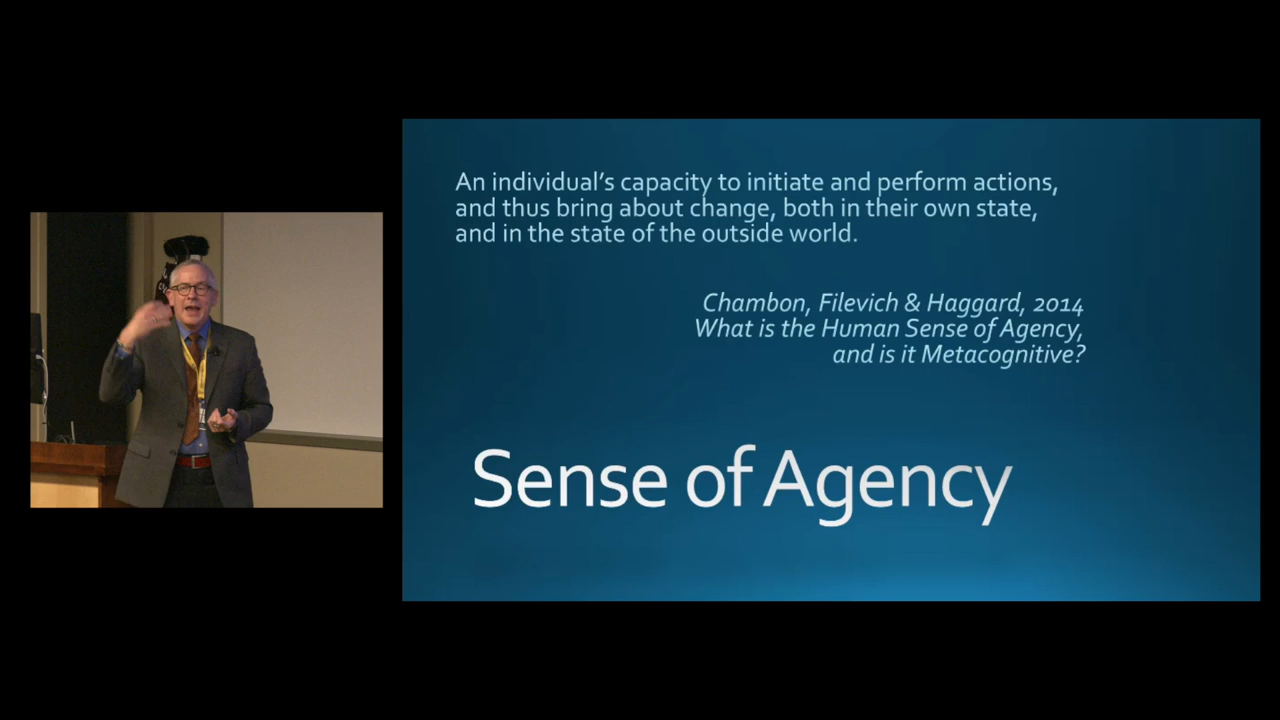 An individual’s capacity to initiate and perform actions,
and thus bring about change, both in their own state,
and in the state of the outside world.
Chambon, Filevich & Haggard, 2014
What is the Human Sense of Agency,
and is it Metacognitive?
Sense of Agency